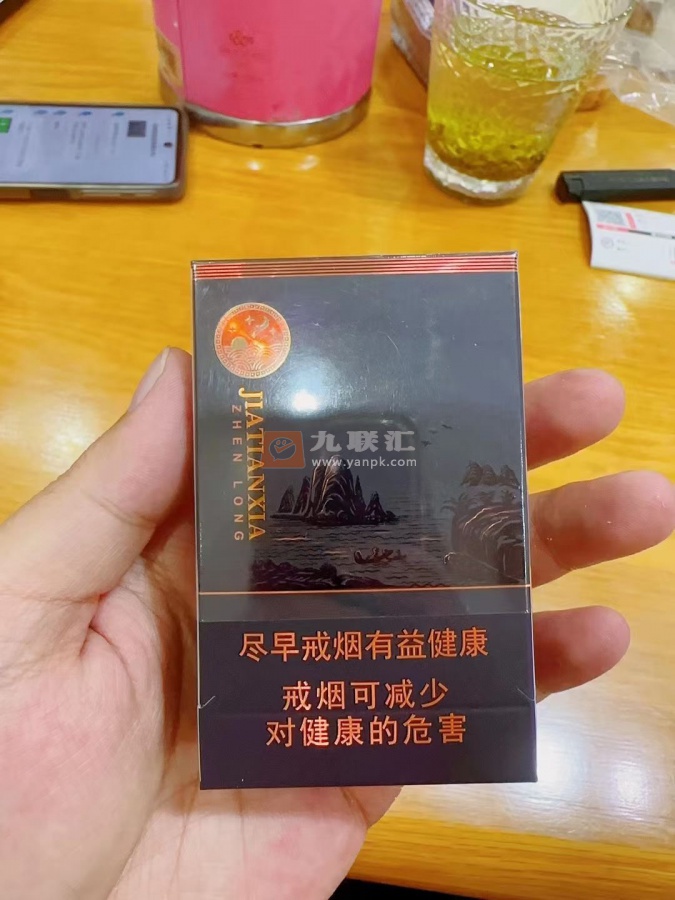 JIATIANXIA
ZHEN LONG
九联汇
www.yanpk.com
尽早戒烟有益健康
戒烟可减少
对健康的危害